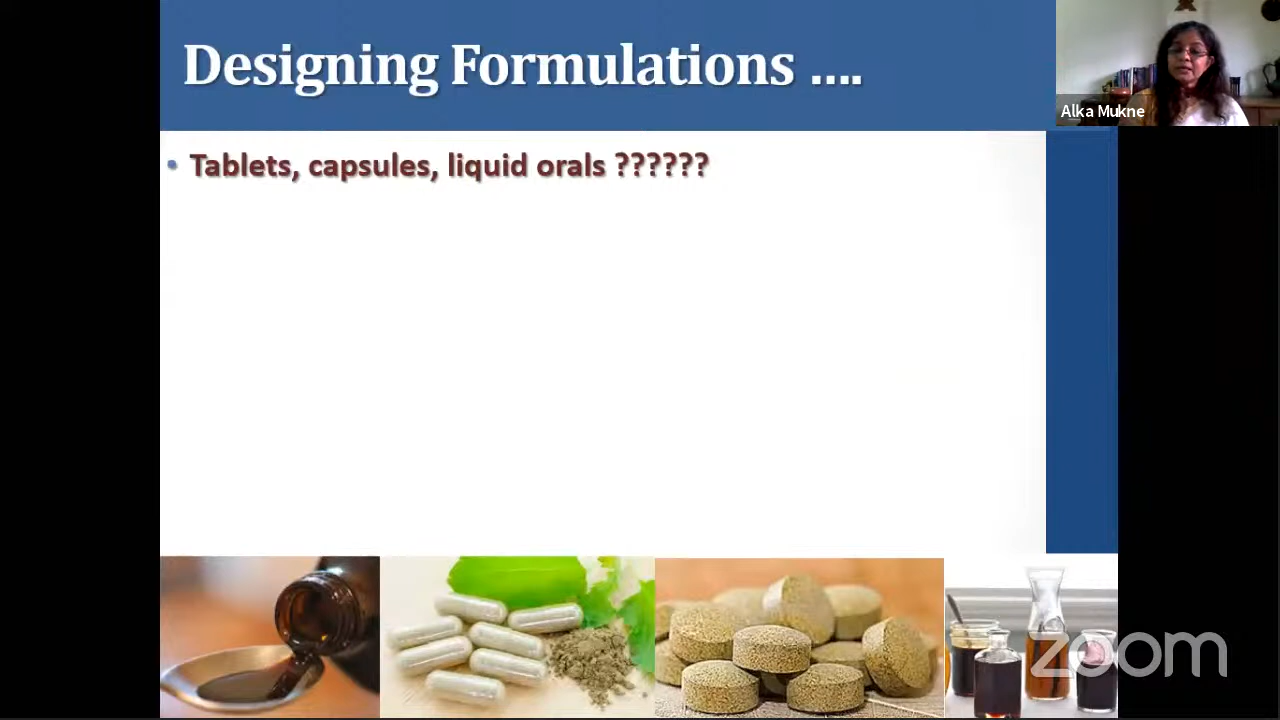 Designing Formulations ....
Alka Mukne
• Tablets, capsules, liquid orals ??????
zoom